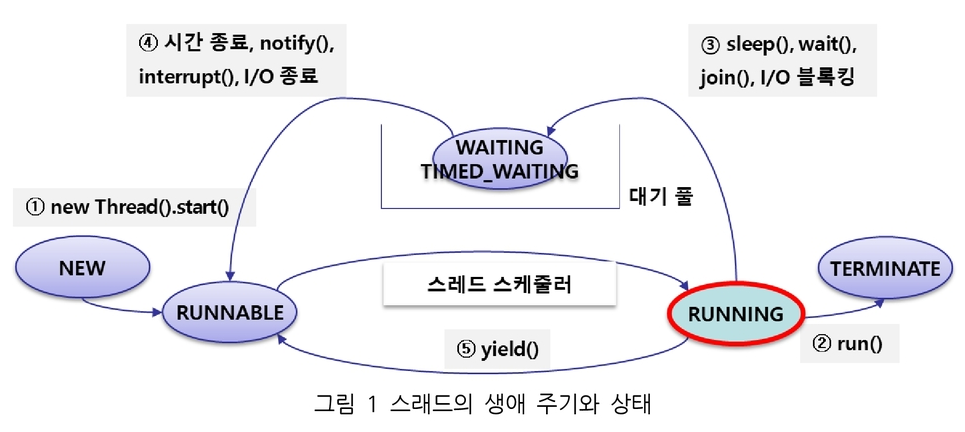 ④ 시간 종료, notify(),
interrupt(), I/O 종료
③ sleep(), wait(),
join(), I/O 블록킹
WAITING
TIMED_WAITING
대기 풀
① new Thread().start()
NEW
RUNNABLE
스레드 스케줄러
RUNNING
TERMINATE
② run()
⑤ yield()
그림 1 스래드의 생애 주기와 상태